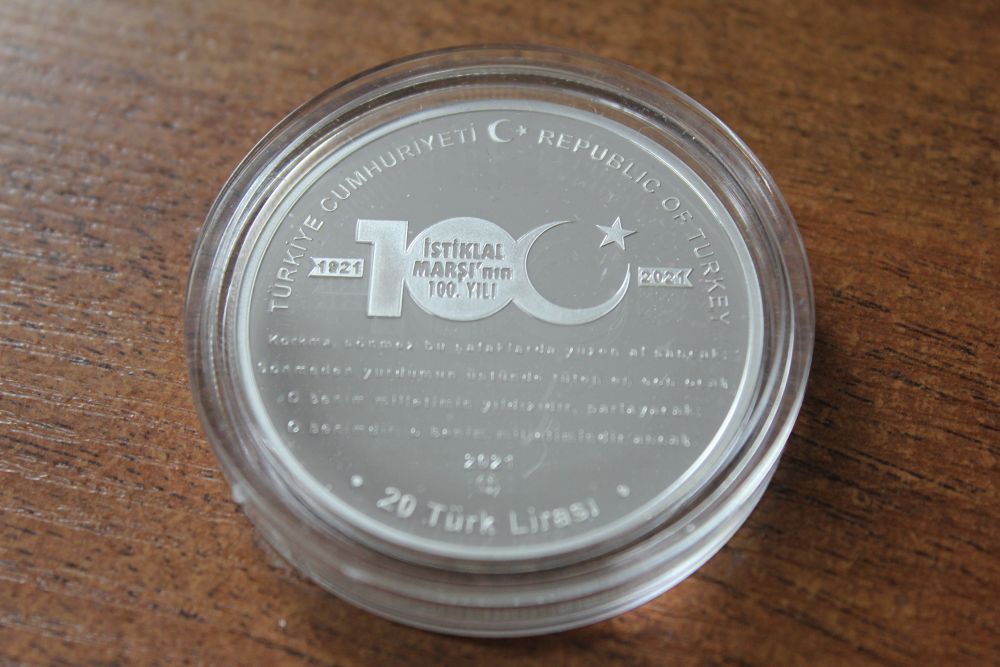 TÜRKİYE CUMHURİYETİ REPUBLIC OF TURKEY
100
1921
İSTİKLAL
MARŞI'nın
100. YILI
2021
Korkma, sönmez bu şafaklarda yüzen al sancak;
Sönmeden yurdumun üstünde tüten en son ocak.
O benim milletimin yıldızıdır, parlayacak;
O benimdir, o benim milletimindir ancak
2021
20 Türk Lirası